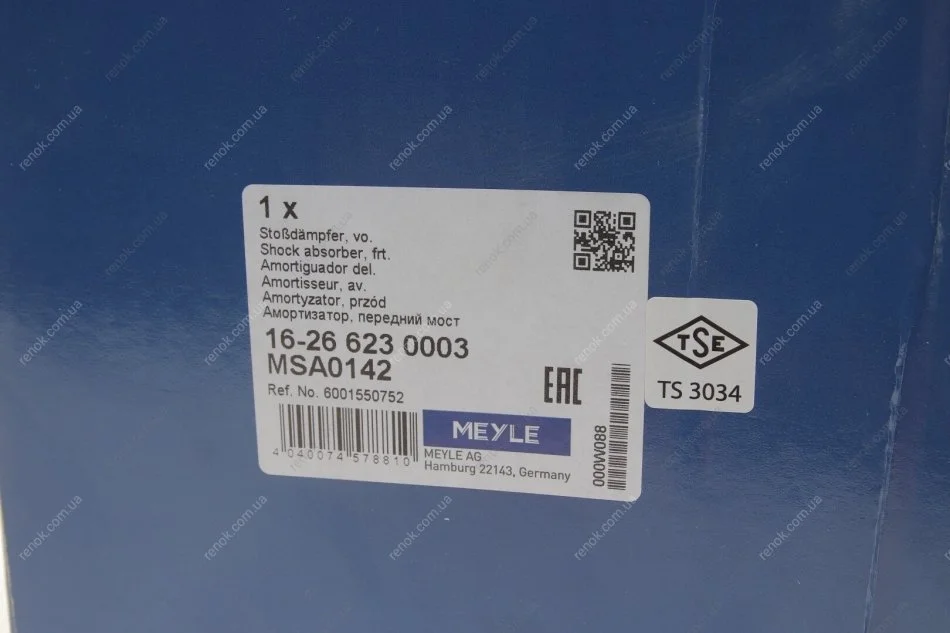 1 x
Stoßdämpfer, vo.
Shock absorber, frt.
Amortiguador del.
Amortisseur, av.
Amortyzator, przód
Амортизатор, передний мост
16-26 623 0003
MSA0142
Ref. No. 6001550752
EAC
4 040074 578810
MEYLE
MEYLE AG
Hamburg 22143, Germany
000W088
TSE
TS 3034
renok.com.ua